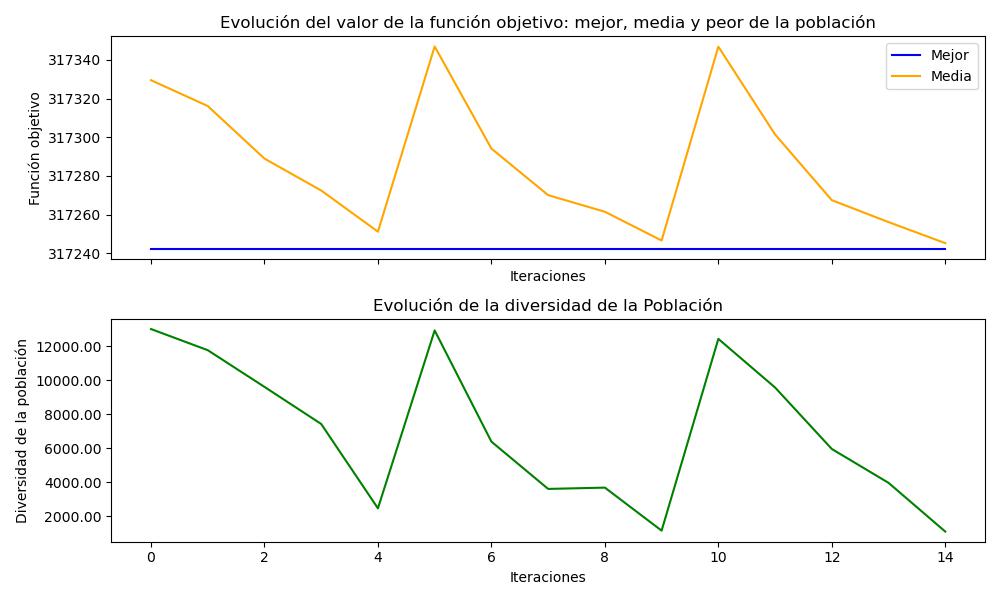 Evolución del valor de la función objetivo: mejor, media y peor de la población
Función objetivo
317340
317320
317300
317280
317260
317240
Mejor
Media
Iteraciones
Evolución de la diversidad de la Población
Diversidad de la población
12000.00
10000.00
8000.00
6000.00
4000.00
2000.00
0 2 4 6 8 10 12 14
Iteraciones